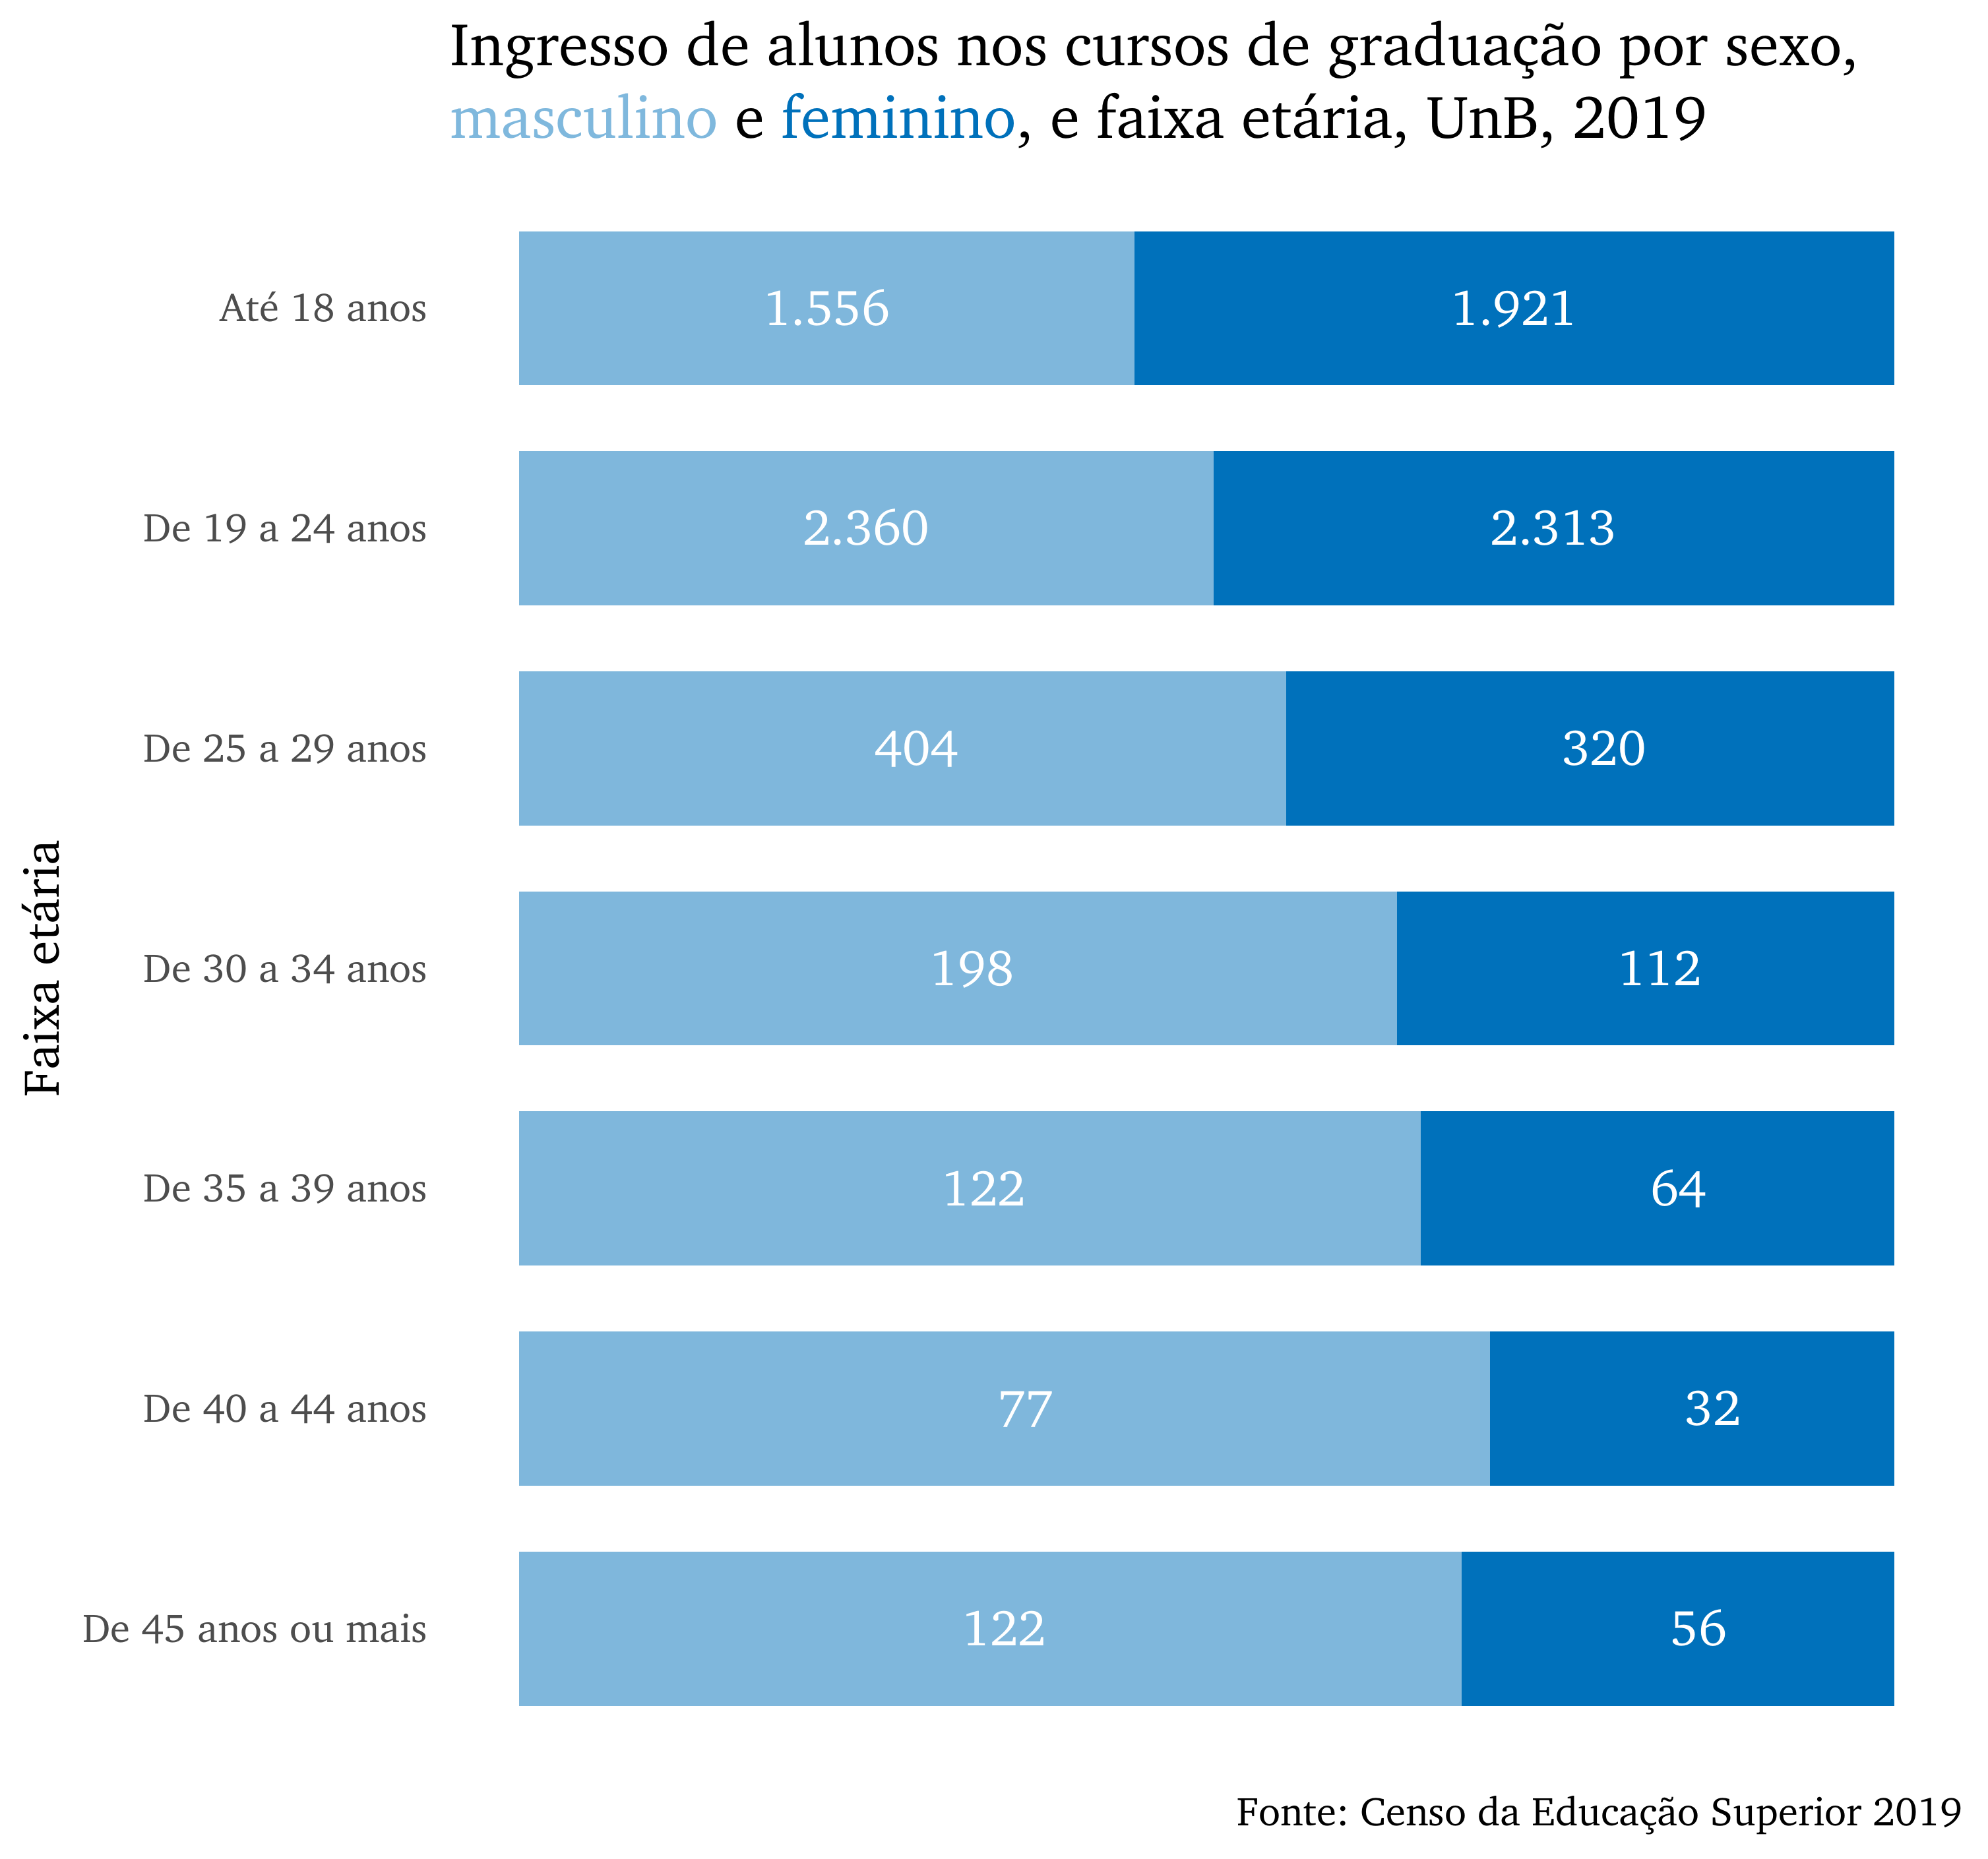 Ingresso de alunos nos cursos de graduação por sexo,
masculino e feminino, e faixa etária, UnB, 2019
Faixa etária
Até 18 anos 1.556 1.921
De 19 a 24 anos 2.360 2.313
De 25 a 29 anos 404 320
De 30 a 34 anos 198 112
De 35 a 39 anos 122 64
De 40 a 44 anos 77 32
De 45 anos ou mais 122 56
Fonte: Censo da Educação Superior 2019